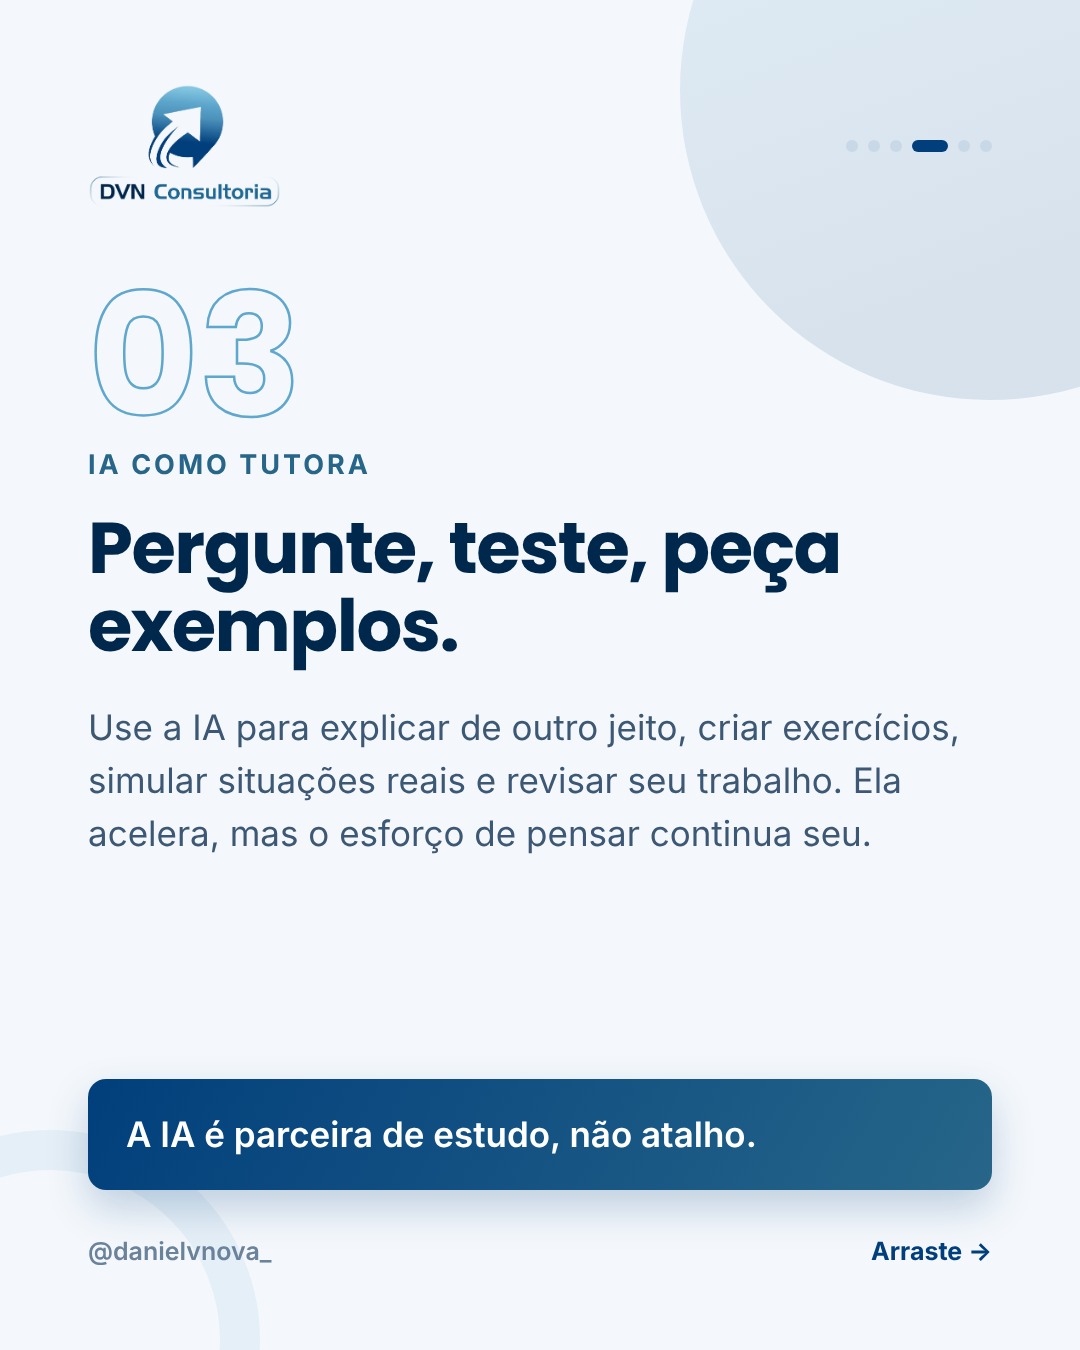 DVN Consultoria
03
IA COMO TUTORA
Pergunte, teste, peça
exemplos.
Use a IA para explicar de outro jeito, criar exercícios,
simular situações reais e revisar seu trabalho. Ela
acelera, mas o esforço de pensar continua seu.
A IA é parceira de estudo, não atalho.
@danielvnova_
Arraste →